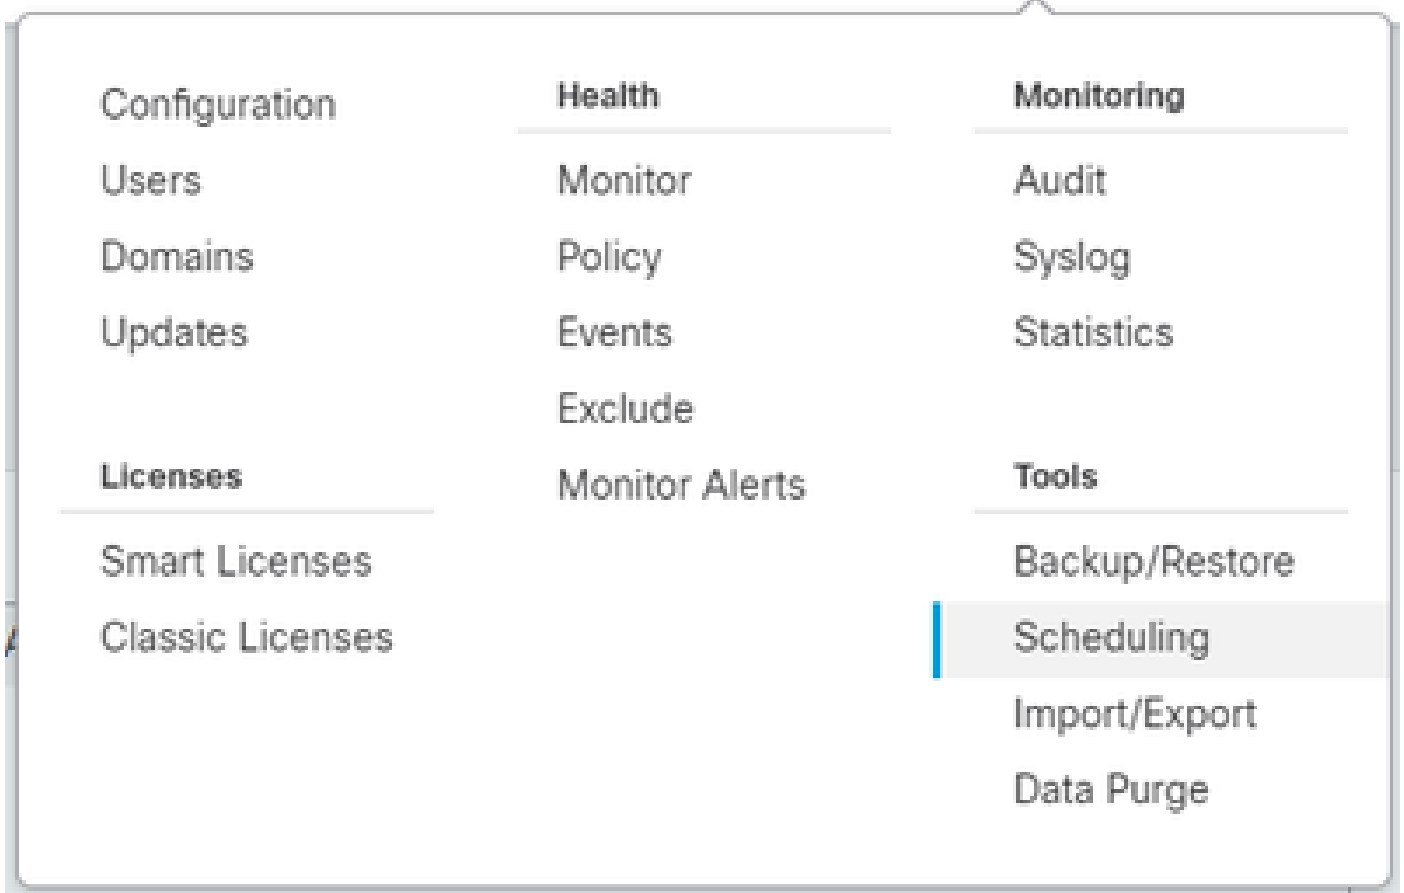 Configuration
Users
Domains
Updates
Licenses
Smart Licenses
Classic Licenses
Health
Monitor
Policy
Events
Exclude
Monitor Alerts
Monitoring
Audit
Syslog
Statistics
Tools
Backup/Restore
Scheduling
Import/Export
Data Purge